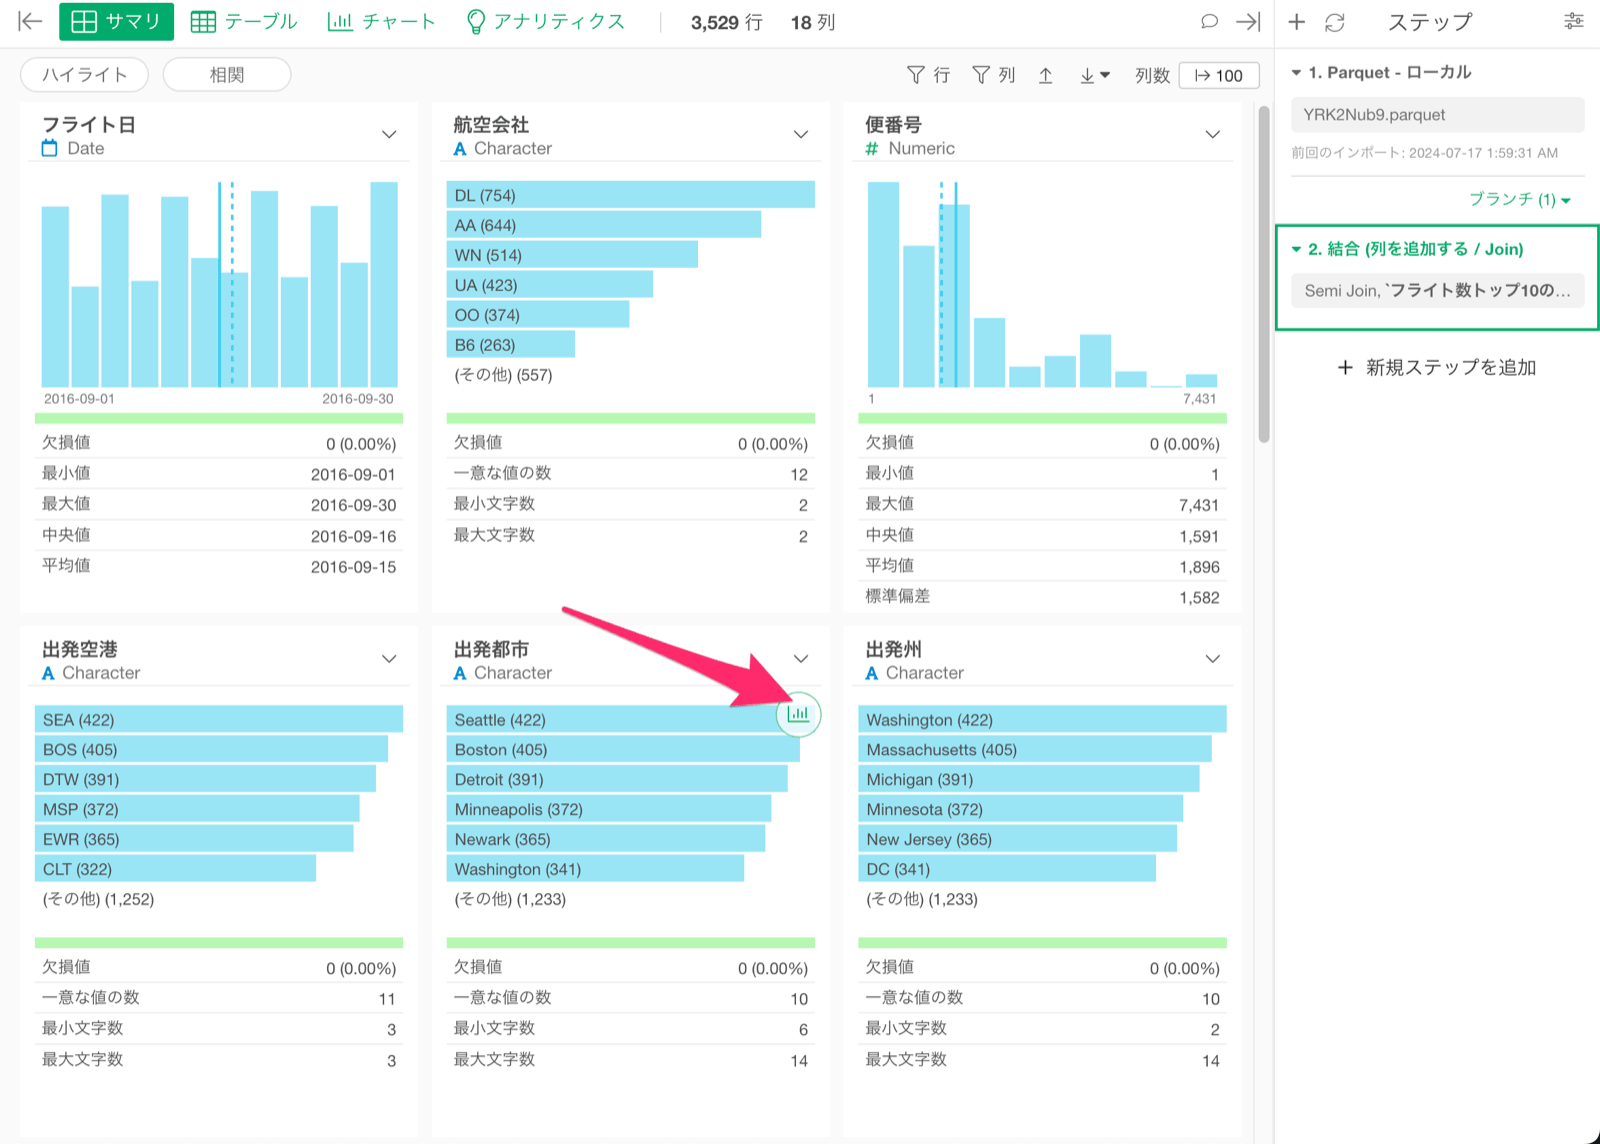 サマリ テーブル チャート アナリティクス 3,529 行 18 列
ハイライト 相関 行 列 列数 100
フライト日
Date
2016-09-01 2016-09-30
欠損値 0 (0.00%)
最小値 2016-09-01
最大値 2016-09-30
中央値 2016-09-16
平均値 2016-09-15
航空会社
Character
DL (754)
AA (644)
WN (514)
UA (423)
OO (374)
B6 (263)
(その他) (557)
欠損値 0 (0.00%)
一意な値の数 12
最小文字数 2
最大文字数 2
便番号
Numeric
1 7,431
欠損値 0 (0.00%)
最小値 1
最大値 7,431
中央値 1,591
平均値 1,896
標準偏差 1,582
出発空港
Character
SEA (422)
BOS (405)
DTW (391)
MSP (372)
EWR (365)
CLT (322)
(その他) (1,252)
欠損値 0 (0.00%)
一意な値の数 11
最小文字数 3
最大文字数 3
出発都市
Character
Seattle (422)
Boston (405)
Detroit (391)
Minneapolis (372)
Newark (365)
Washington (341)
(その他) (1,233)
欠損値 0 (0.00%)
一意な値の数 10
最小文字数 6
最大文字数 14
出発州
Character
Washington (422)
Massachusetts (405)
Michigan (391)
Minnesota (372)
New Jersey (365)
DC (341)
(その他) (1,233)
欠損値 0 (0.00%)
一意な値の数 10
最小文字数 2
最大文字数 14
ステップ
1. Parquet - ローカル
YRK2Nub9.parquet
前回のインポート: 2024-07-17 1:59:31 AM
ブランチ (1)
2. 結合 (列を追加する / Join)
Semi Join, `フライト数トップ10の…
+ 新規ステップを追加